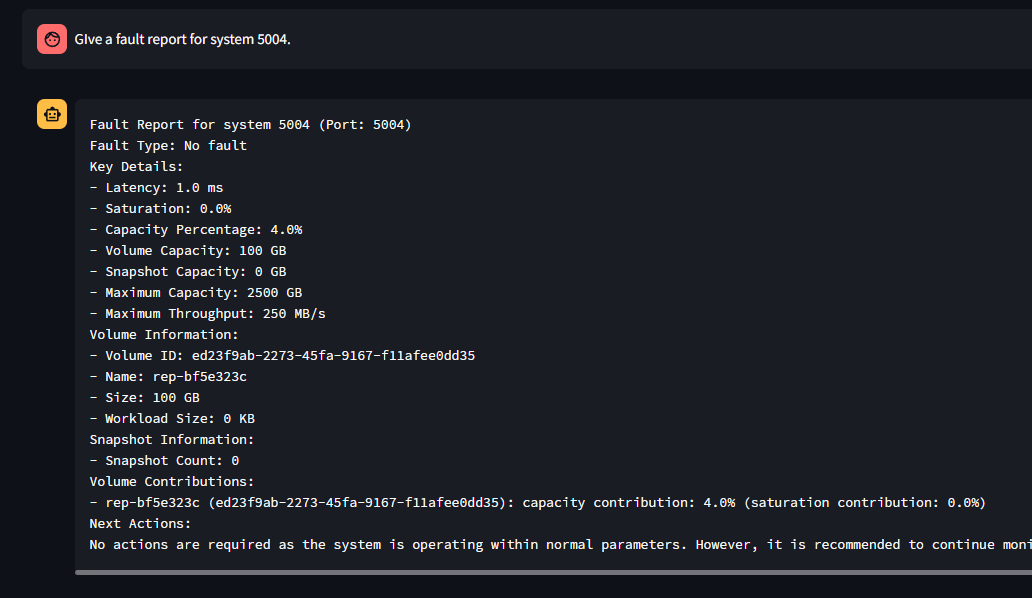 GIve a fault report for system 5004.
Fault Report for system 5004 (Port: 5004)
Fault Type: No fault
Key Details:
- Latency: 1.0 ms
- Saturation: 0.0%
- Capacity Percentage: 4.0%
- Volume Capacity: 100 GB
- Snapshot Capacity: 0 GB
- Maximum Capacity: 2500 GB
- Maximum Throughput: 250 MB/s
Volume Information:
- Volume ID: ed23f9ab-2273-45fa-9167-f11afee0dd35
- Name: rep-bf5e323c
- Size: 100 GB
- Workload Size: 0 KB
Snapshot Information:
- Snapshot Count: 0
Volume Contributions:
- rep-bf5e323c (ed23f9ab-2273-45fa-9167-f11afee0dd35): capacity contribution: 4.0% (saturation contribution: 0.0%)
Next Actions:
No actions are required as the system is operating within normal parameters. However, it is recommended to continue